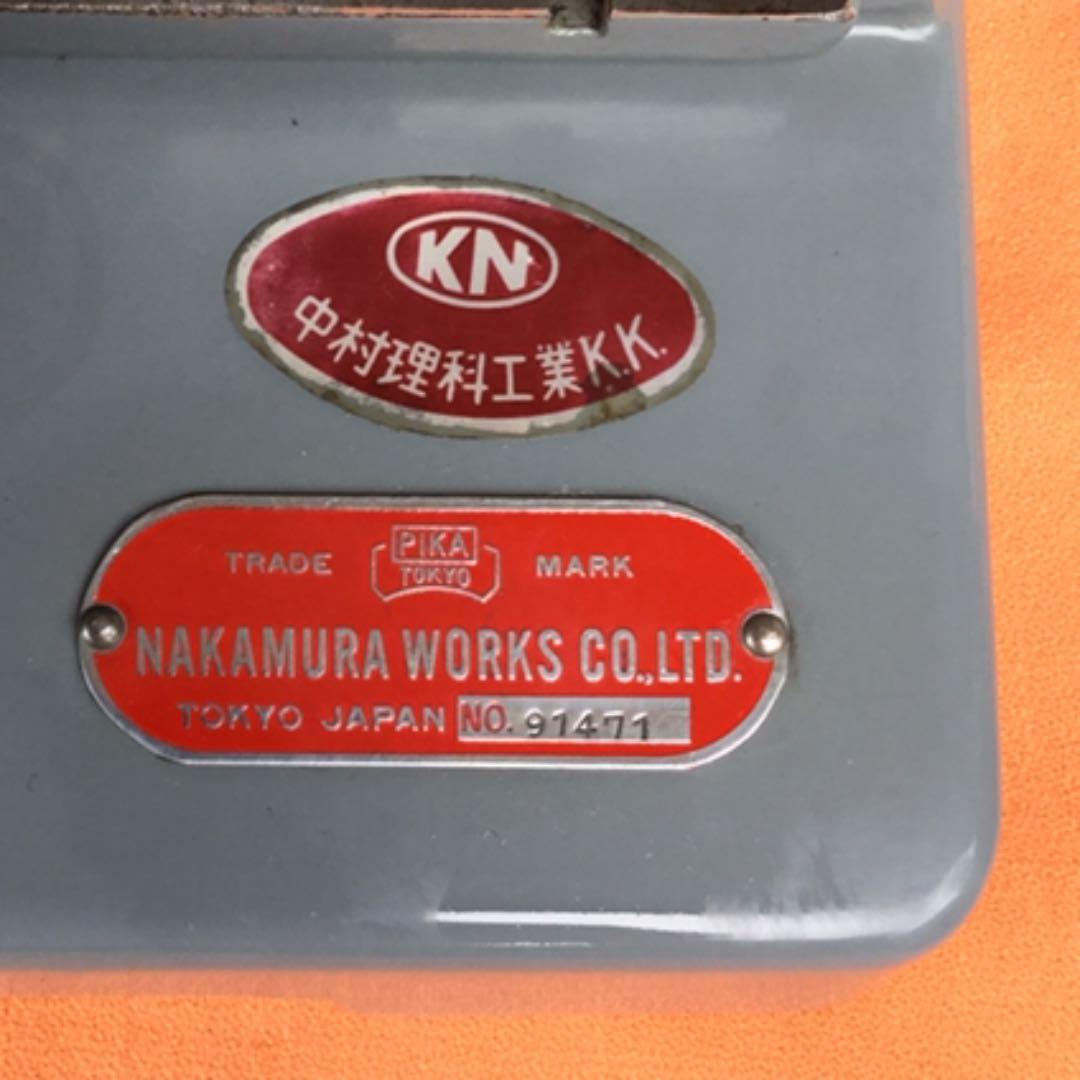 KN
中村理科工業K.K.
TRADE PIKA TOKYO MARK
NAKAMURA WORKS CO.,LTD.
TOKYO JAPAN NO. 91471